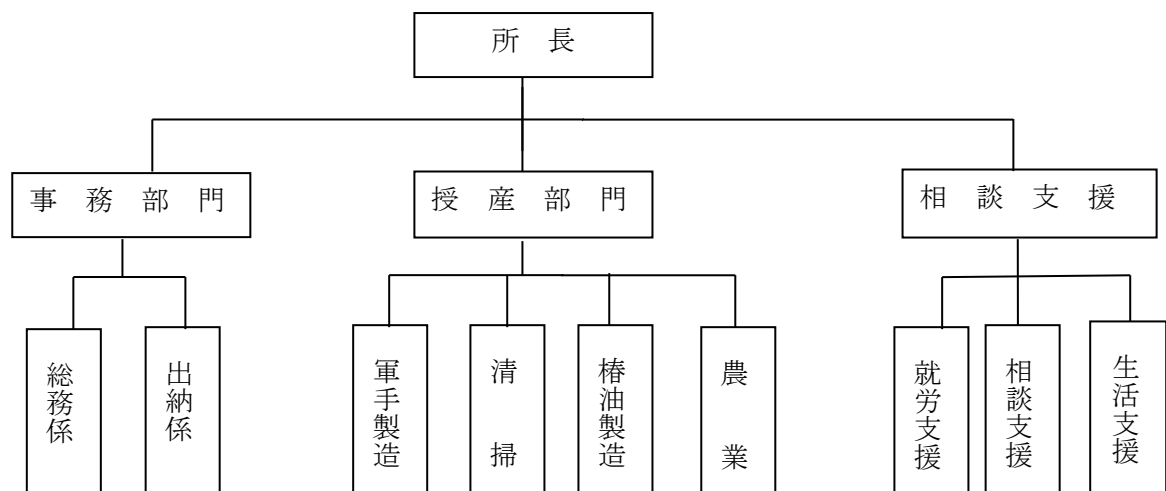 所長
事務部門
授産部門
相談支援
総務係
出納係
軍手製造
清掃
椿油製造
農業
就労支援
相談支援
生活支援